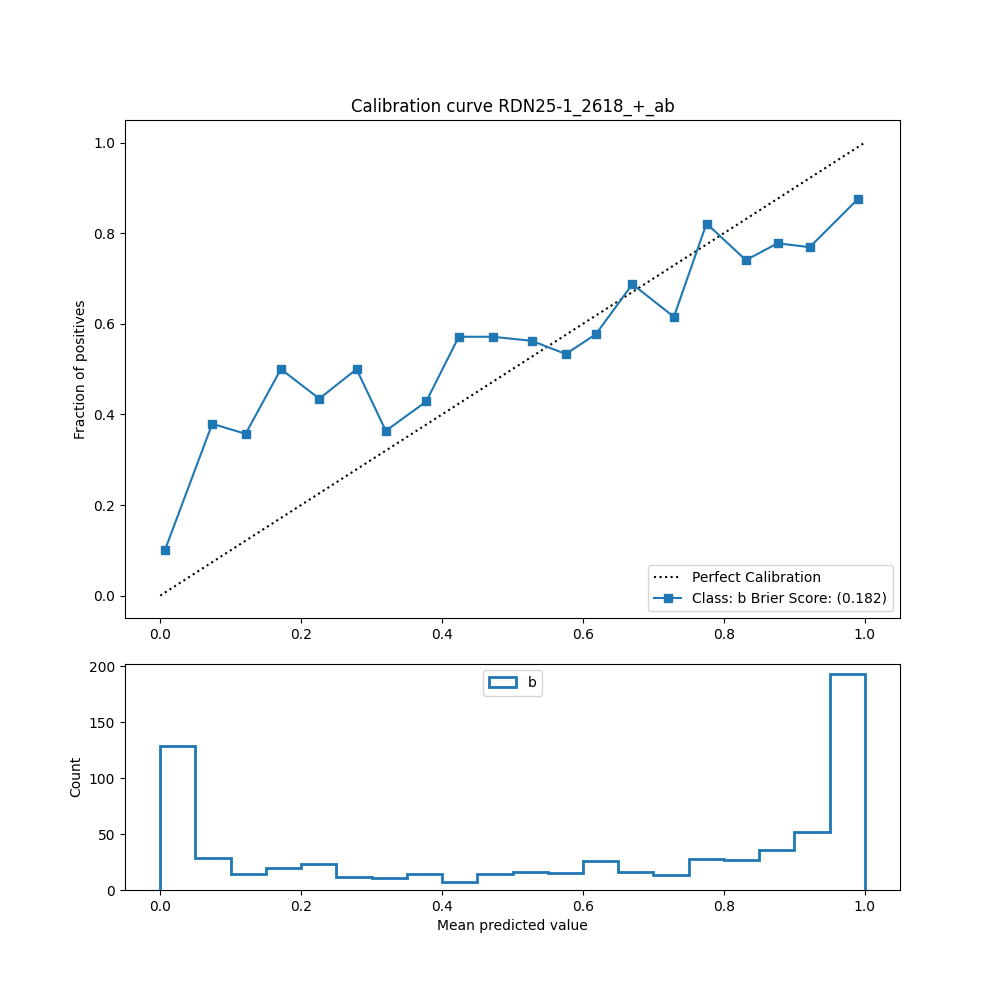 Calibration curve RDN25-1_2618_+_ab
1.0
0.8
0.6
0.4
0.2
0.0
Fraction of positives
Perfect Calibration
Class: b Brier Score: (0.182)
0.0 0.2 0.4 0.6 0.8 1.0
200
150
100
50
0
Count
b
0.0 0.2 0.4 0.6 0.8 1.0
Mean predicted value